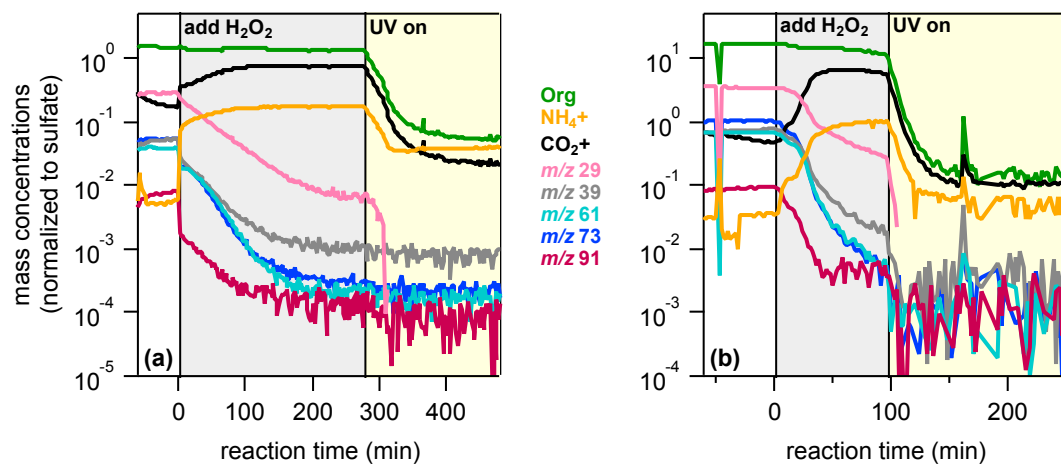 mass concentrations
(normalized to sulfate)
10^0
10^-1
10^-2
10^-3
10^-4
10^-5
add H2O2
UV on
(a)
0
100
200
300
400
reaction time (min)
Org
NH4+
CO2+
m/z 29
m/z 39
m/z 61
m/z 73
m/z 91
10^1
10^0
10^-1
10^-2
10^-3
10^-4
add H2O2
UV on
(b)
0
100
200
reaction time (min)